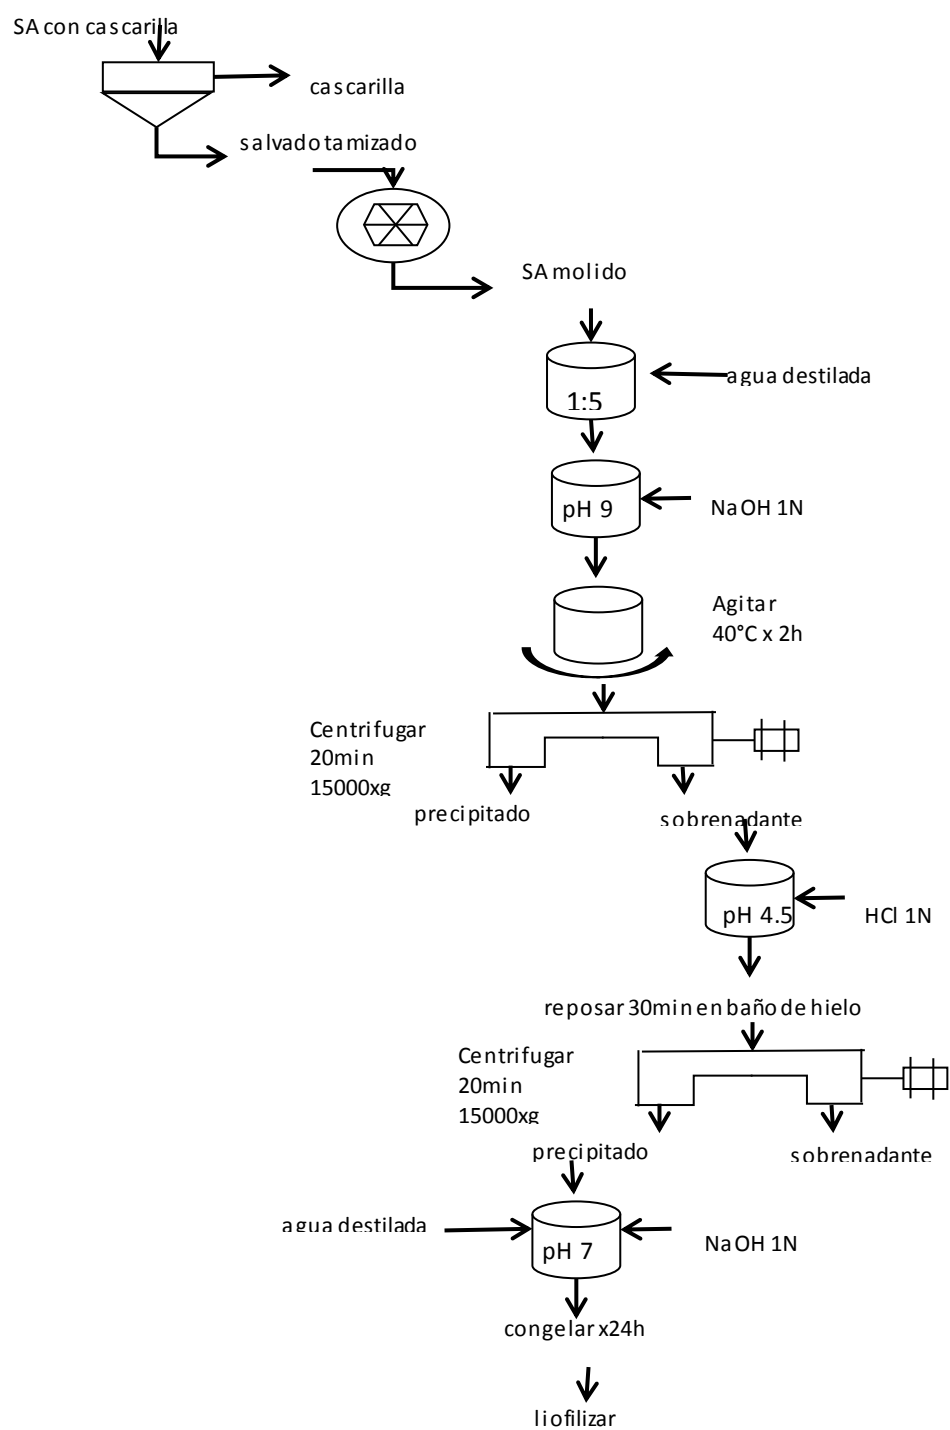 SA con cascarilla
cascarilla
salvado tamizado
SA molido
agua destilada
1:5
pH 9
NaOH 1N
Agitar
40°C x 2h
Centrifugar
20min
15000xg
precipitado
sobrenadante
pH 4.5
HCl 1N
reposar 30min en baño de hielo
Centrifugar
20min
15000xg
precipitado
sobrenadante
agua destilada
pH 7
NaOH 1N
congelar x24h
liofilizar